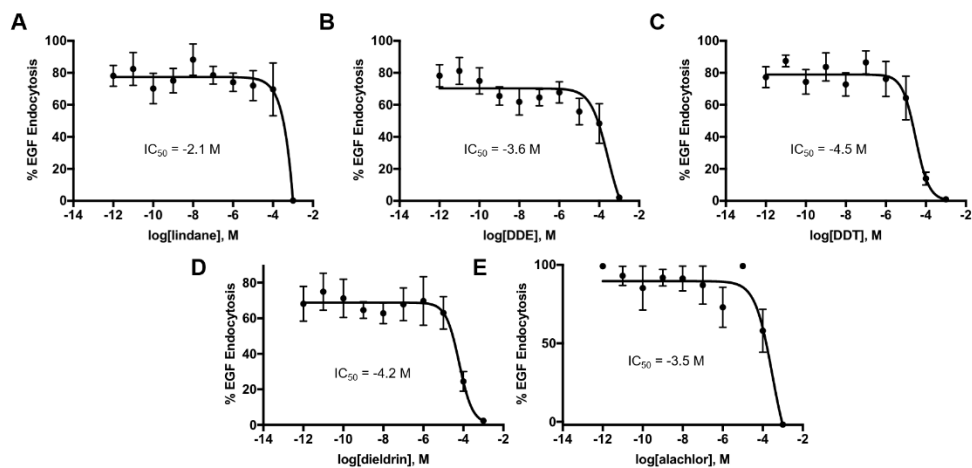 A
% EGF Endocytosis
100
80
60
40
20
0
IC50 = -2.1 M
-14 -12 -10 -8 -6 -4 -2
log[lindane], M
B
% EGF Endocytosis
100
80
60
40
20
0
IC50 = -3.6 M
-14 -12 -10 -8 -6 -4 -2
log[DDE], M
C
% EGF Endocytosis
100
80
60
40
20
0
IC50 = -4.5 M
-14 -12 -10 -8 -6 -4 -2
log[DDT], M
D
% EGF Endocytosis
80
60
40
20
0
IC50 = -4.2 M
-14 -12 -10 -8 -6 -4 -2
log[dieldrin], M
E
% EGF Endocytosis
100
50
0
IC50 = -3.5 M
-14 -12 -10 -8 -6 -4 -2
log[alachlor], M